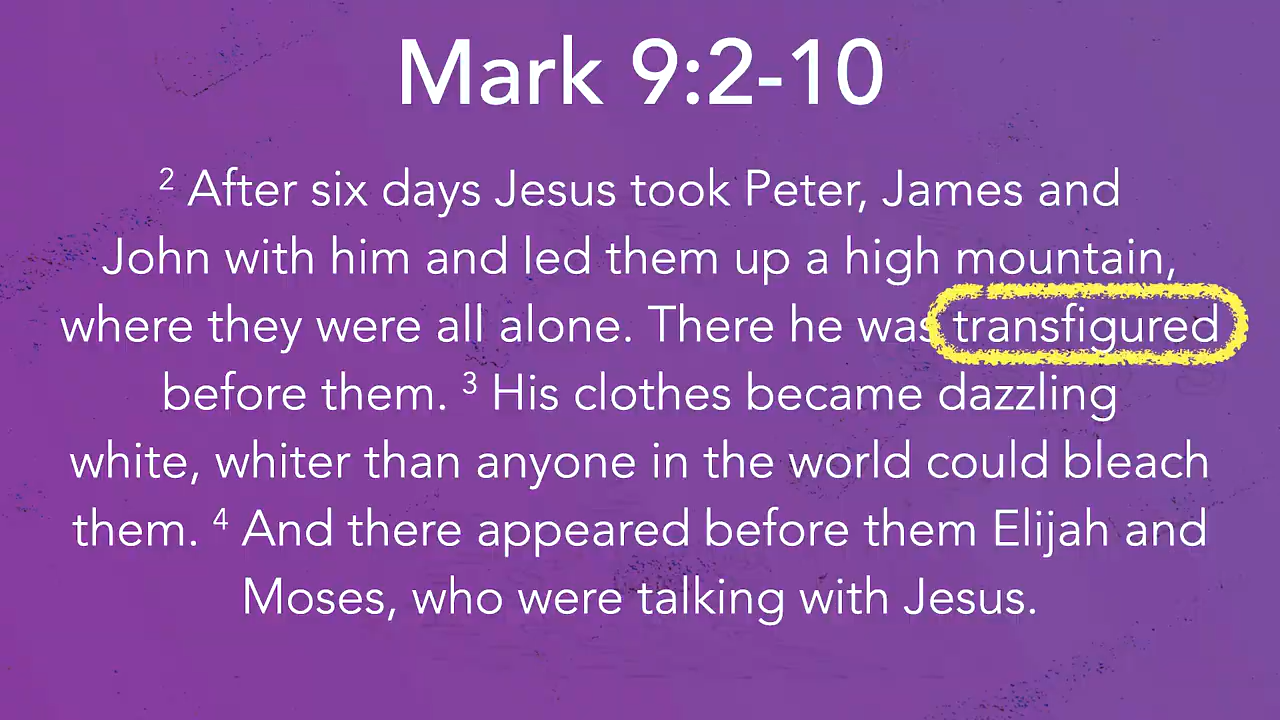 Mark 9:2-10
2 After six days Jesus took Peter, James and
John with him and led them up a high mountain,
where they were all alone. There he was transfigured
before them. 3 His clothes became dazzling
white, whiter than anyone in the world could bleach
them. 4 And there appeared before them Elijah and
Moses, who were talking with Jesus.